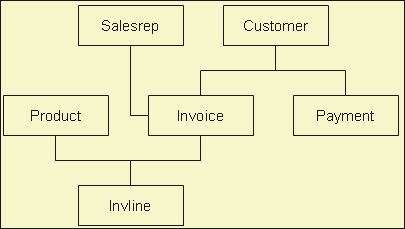 Salesrep
Customer
Product
Invoice
Payment
Invline